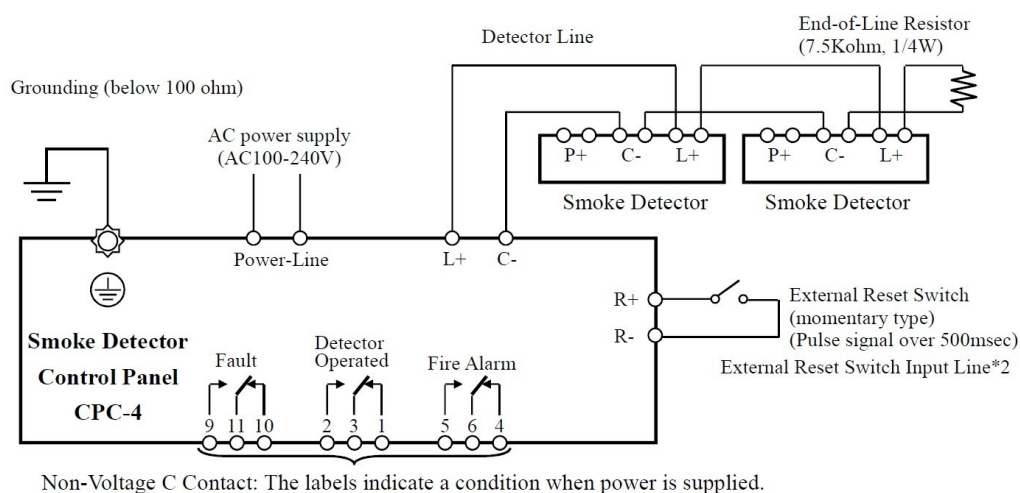 End-of-Line Resistor
(7.5Kohm, 1/4W)
Detector Line
Grounding (below 100 ohm)
AC power supply
(AC100-240V)
P+ C- L+
P+ C- L+
Smoke Detector
Smoke Detector
Power-Line
L+ C-
R+
R-
External Reset Switch
(momentary type)
(Pulse signal over 500msec)
External Reset Switch Input Line*2
Smoke Detector
Control Panel
CPC-4
Fault
Detector
Operated
Fire Alarm
9 11 10
2 3 1
5 6 4
Non-Voltage C Contact: The labels indicate a condition when power is supplied.